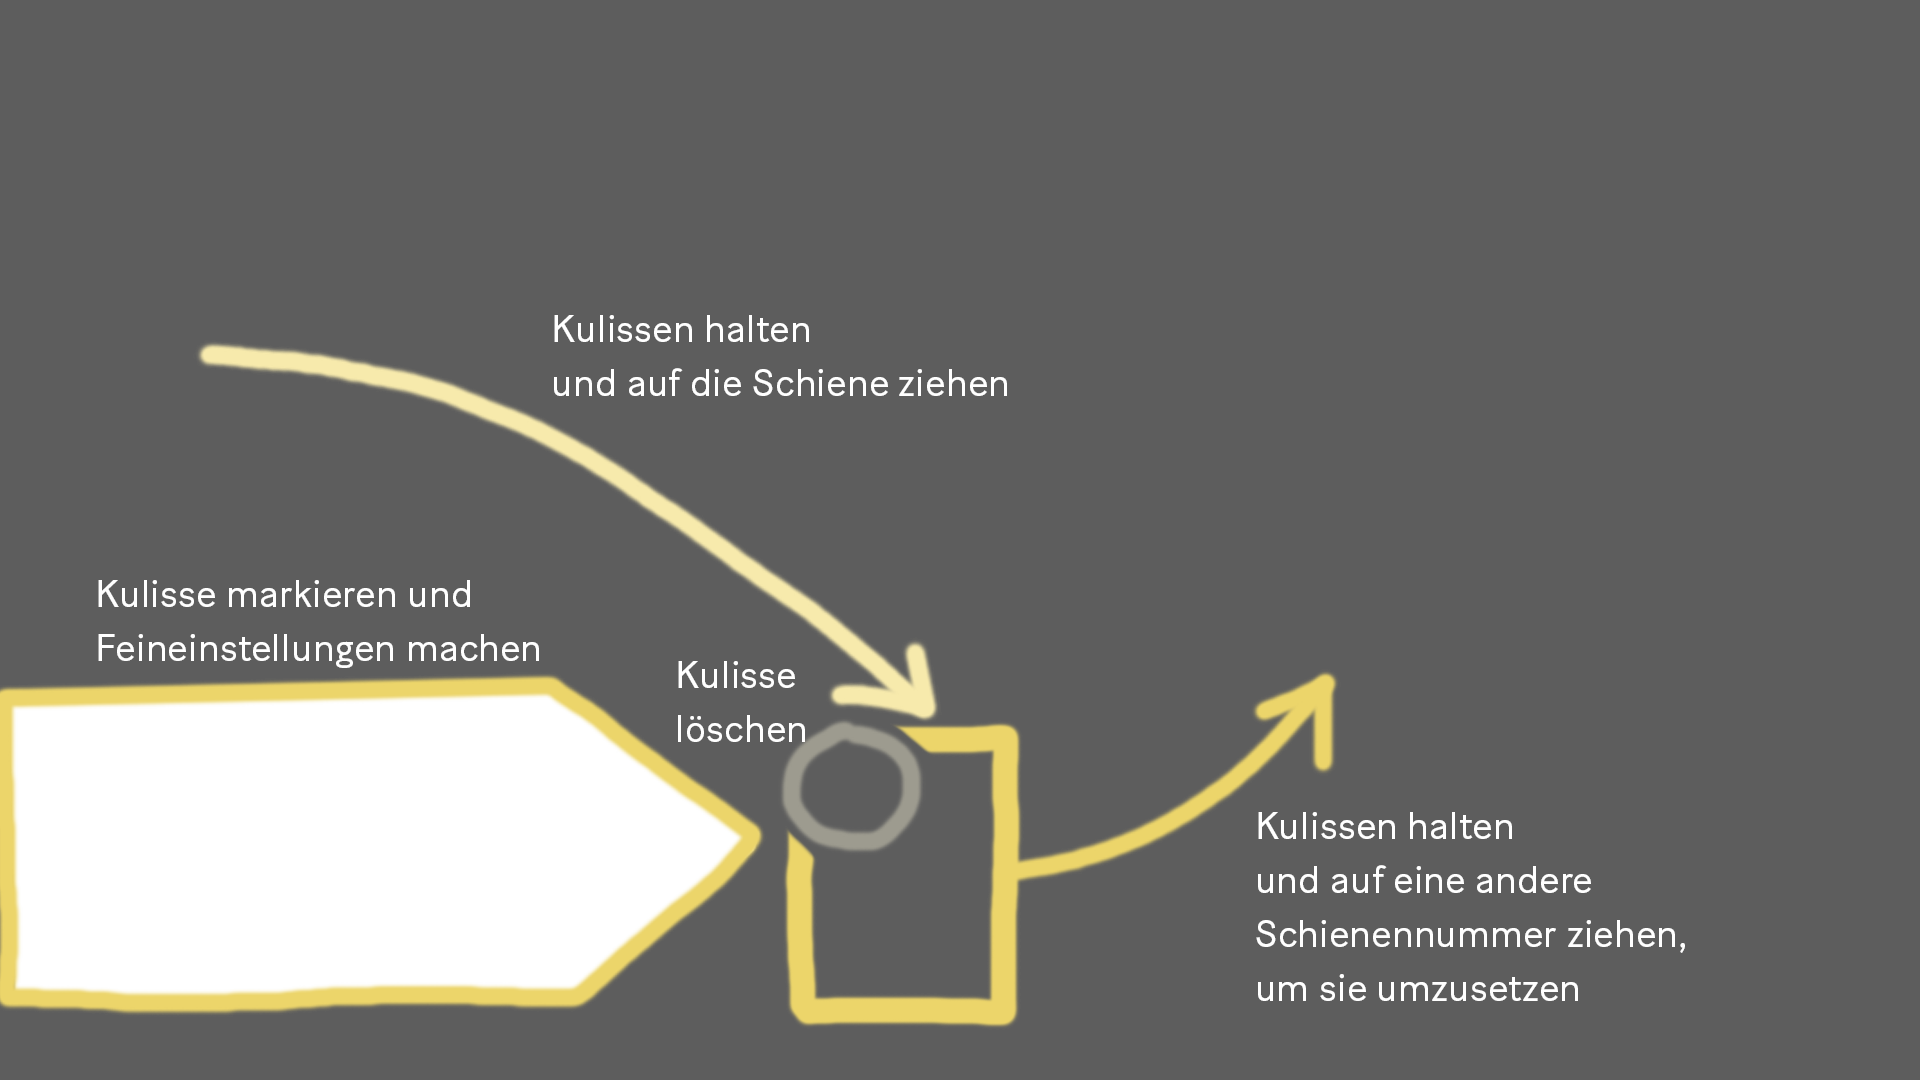 Kulissen halten
und auf die Schiene ziehen
Kulisse markieren und
Feineinstellungen machen
Kulisse
löschen
Kulissen halten
und auf eine andere
Schienennummer ziehen,
um sie umzusetzen